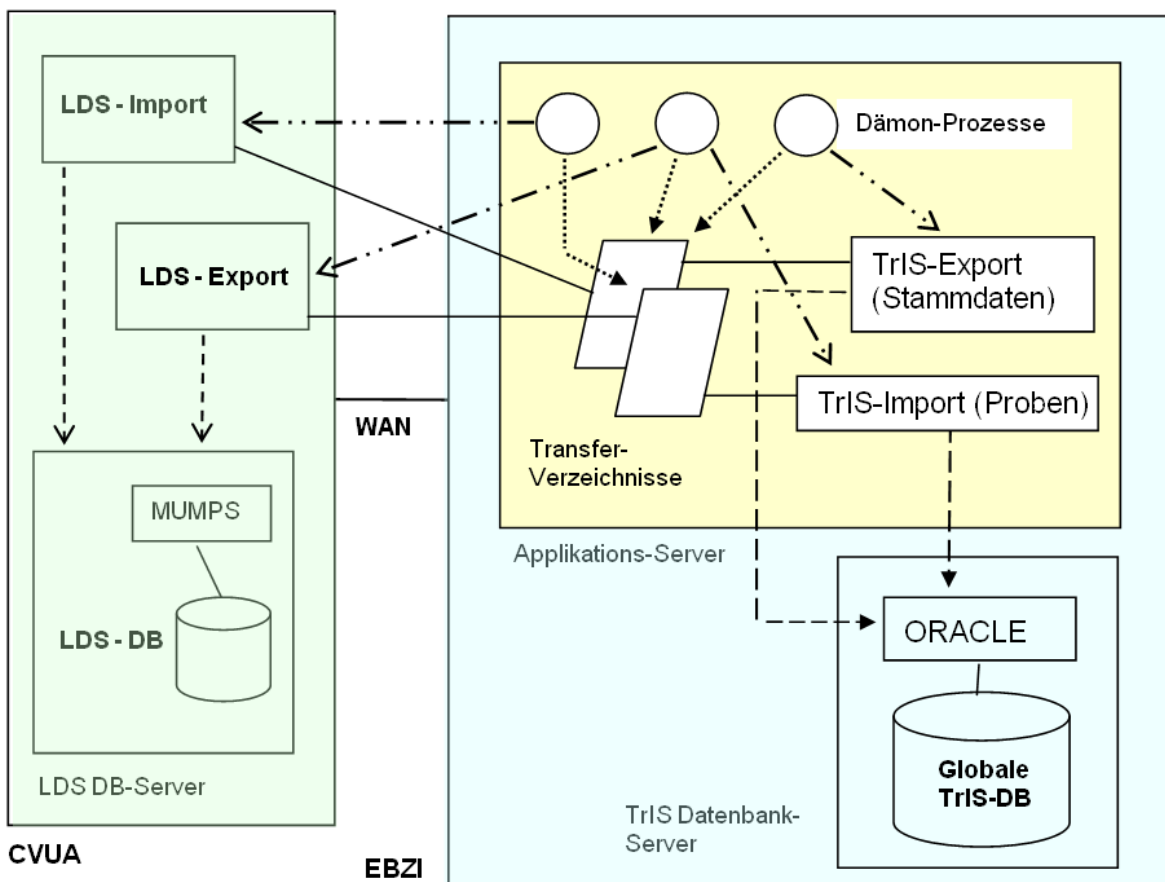 LDS - Import
LDS - Export
MUMPS
LDS - DB
LDS DB-Server
CVUA
WAN
EBZI
Dämon-Prozesse
TrIS-Export
(Stammdaten)
TrIS-Import (Proben)
Transfer-
Verzeichnisse
Applikations-Server
ORACLE
Globale
TrIS-DB
TrIS Datenbank-
Server